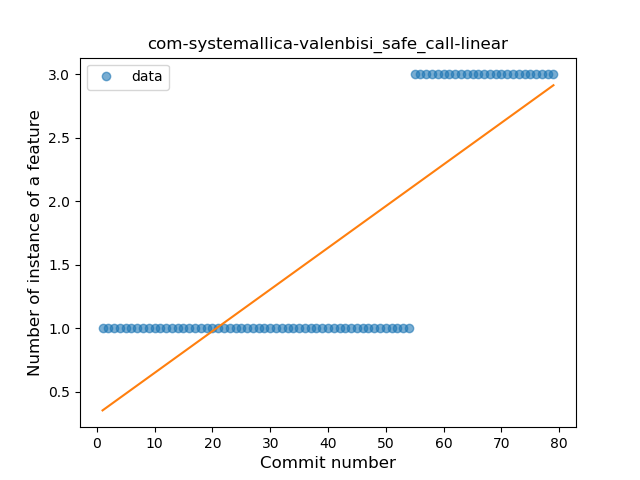 com-systemallica-valenbisi_safe_call-linear
data
Number of instance of a feature
3.0
2.5
2.0
1.5
1.0
0.5
0 10 20 30 40 50 60 70 80
Commit number